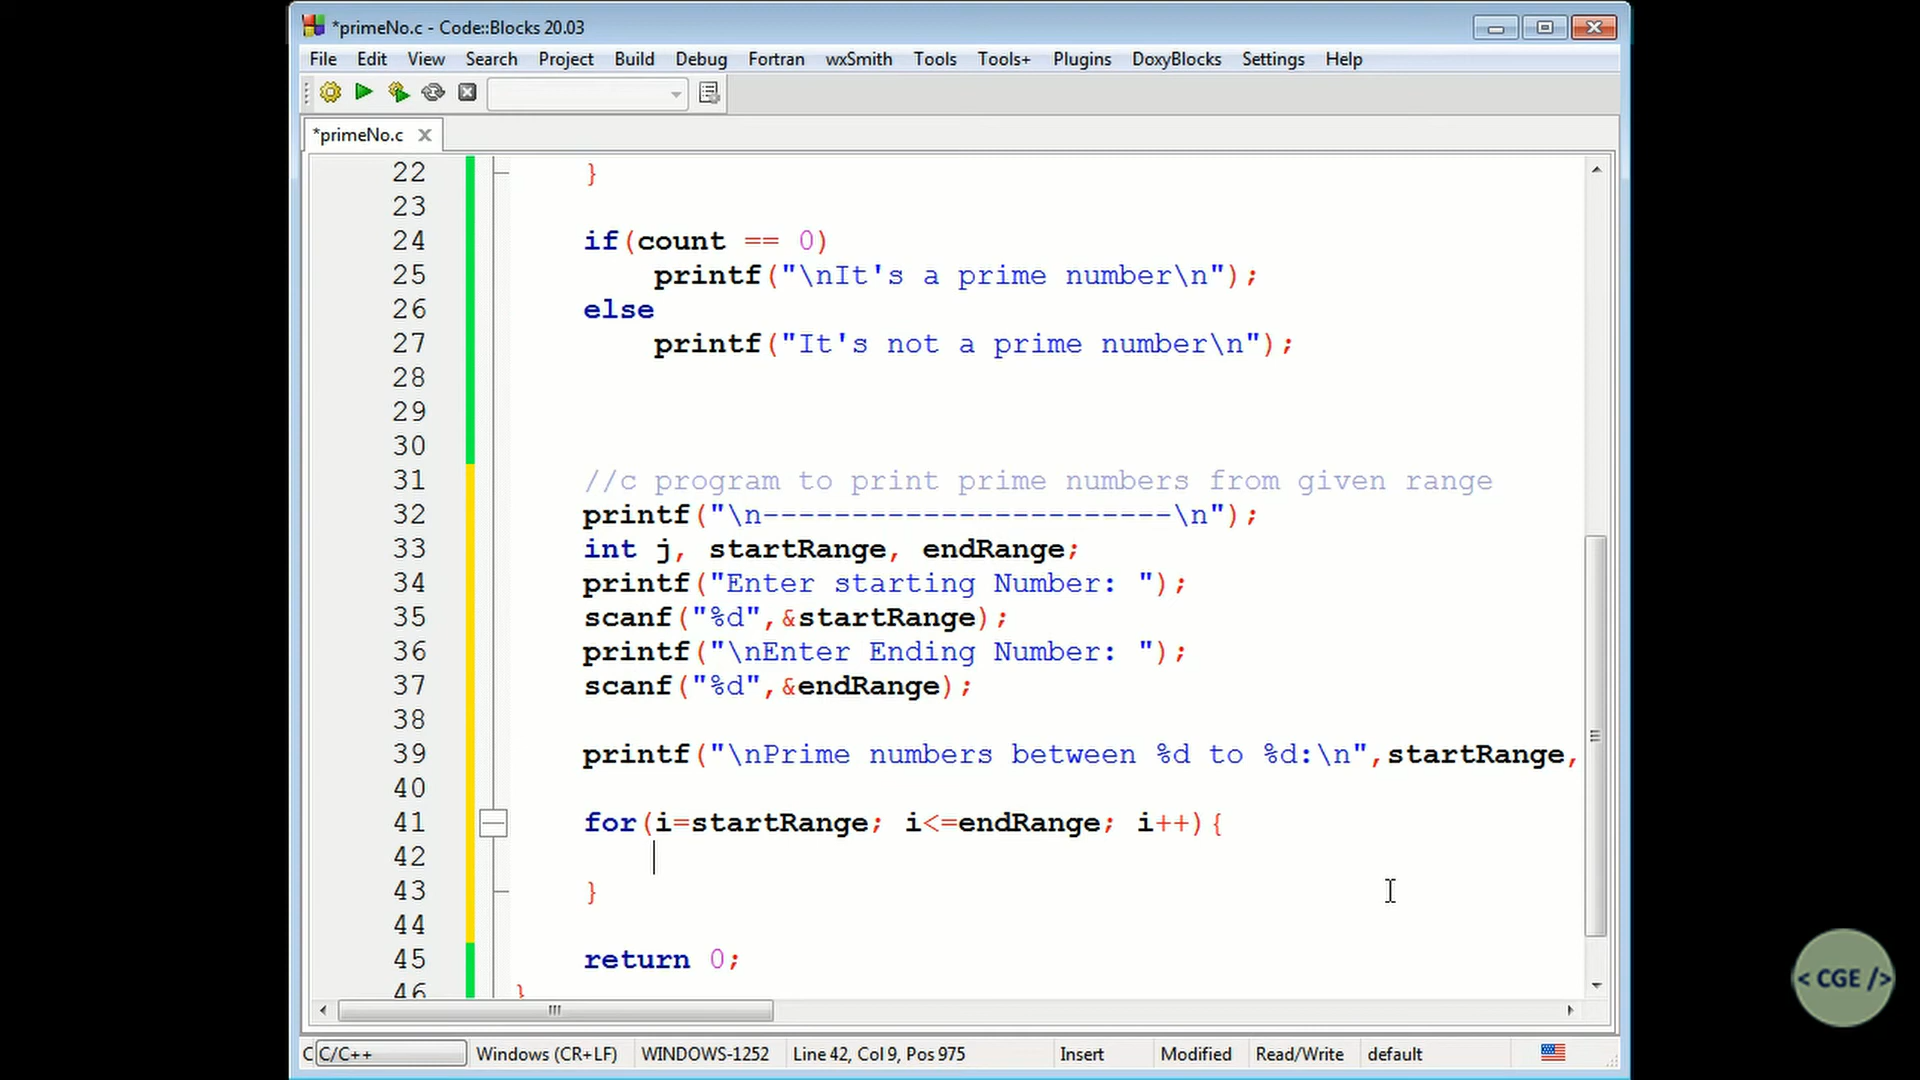 *primeNo.c - Code::Blocks 20.03
File Edit View Search Project Build Debug Fortran wxSmith Tools Tools+ Plugins DoxyBlocks Settings Help
*primeNo.c
22 }
23
24 if(count == 0)
25 printf("\nIt's a prime number\n");
26 else
27 printf("It's not a prime number\n");
28
29
30
31 //c program to print prime numbers from given range
32 printf("\n-----------------------\n");
33 int j, startRange, endRange;
34 printf("Enter starting Number: ");
35 scanf("%d",&startRange);
36 printf("\nEnter Ending Number: ");
37 scanf("%d",&endRange);
38
39 printf("\nPrime numbers between %d to %d:\n",startRange,
40
41 for(i=startRange; i<=endRange; i++){
42
43 }
44
45 return 0;
46 }
C C/C++ Windows (CR+LF) WINDOWS-1252 Line 42, Col 9, Pos 975 Insert Modified Read/Write default
< CGE />